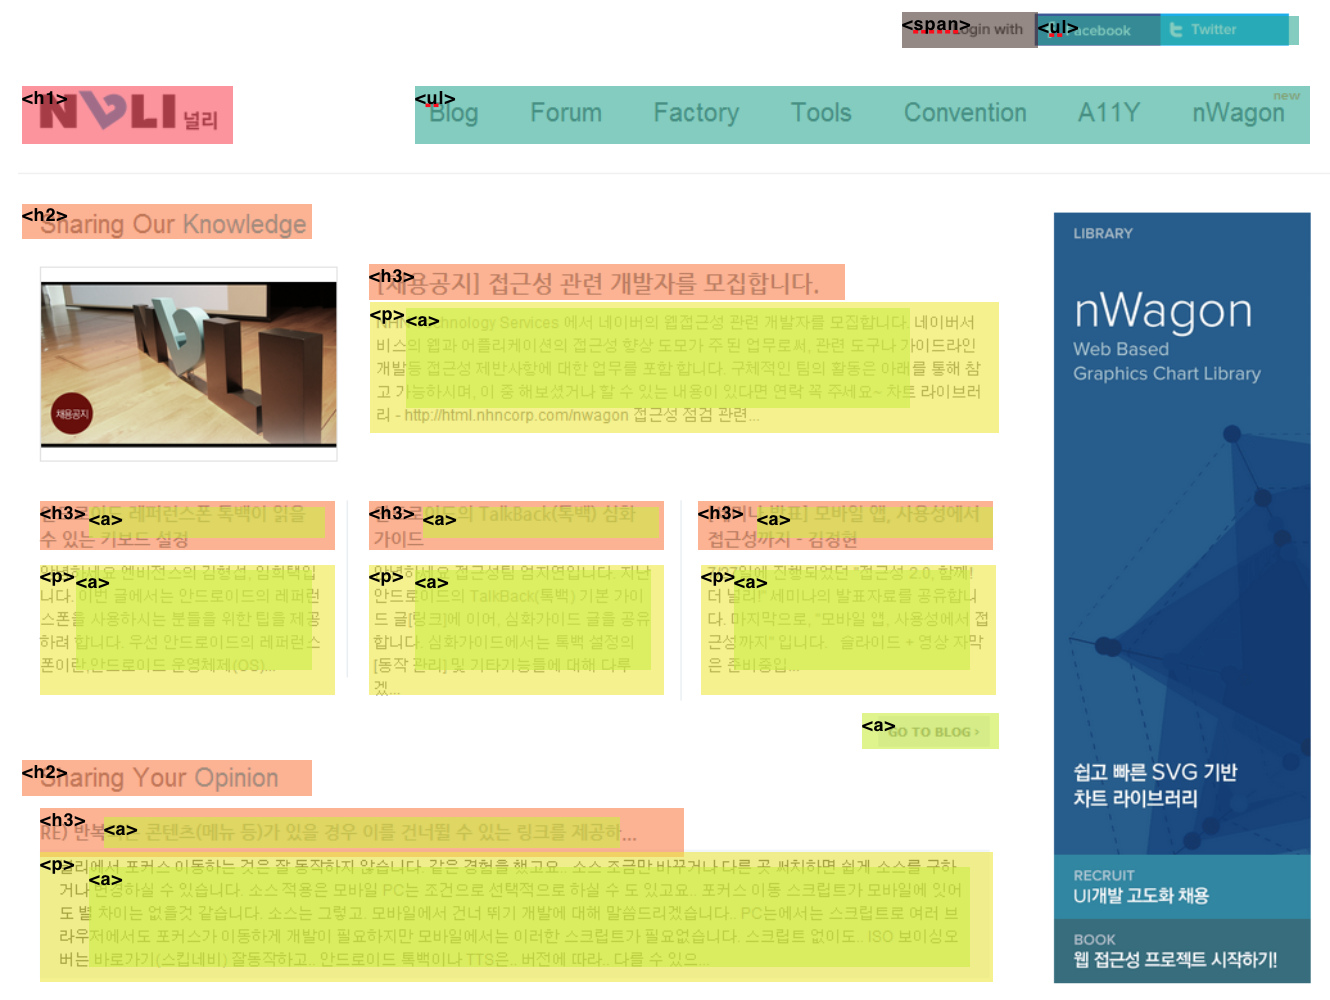 <span> Login with <ul> Facebook Twitter
<h1> NULI 널리
<ul> Blog Forum Factory Tools Convention A11Y nWagon new
<h2> Sharing Our Knowledge
채용공지
<h3> [채용공지] 접근성 관련 개발자를 모집합니다.
<p> <a> NHN Technology Services 에서 네이버의 웹접근성 관련 개발자를 모집합니다. 네이버서
비스의 웹과 어플리케이션의 접근성 향상 도모가 주 된 업무로써, 관련 도구나 가이드라인
개발등 접근성 제반사항에 대한 업무를 포함 합니다. 구체적인 팀의 활동은 아래를 통해 참
고 가능하시며, 이 중 해보셨거나 할 수 있는 내용이 있다면 연락 꼭 주세요~ 차트 라이브러
리 - http://html.nhncorp.com/nwagon 접근성 점검 관련...
<h3> <a> 안드로이드 레퍼런스폰 톡백이 읽을
수 있는 키보드 설정
<p> <a> 안녕하세요 엔비전스의 김형섭, 임희택입
니다. 이번 글에서는 안드로이드의 레퍼런
스폰을 사용하시는 분들을 위한 팁을 제공
하려 합니다. 우선 안드로이드의 레퍼런스
폰이란,안드로이드 운영체제(OS)...
<h3> <a> 안드로이드의 TalkBack(톡백) 심화
가이드
<p> <a> 안녕하세요 접근성팀 엄지연입니다. 지난
안드로이드의 TalkBack(톡백) 기본 가이
드 글[링크]에 이어, 심화가이드 글을 공유
합니다. 심화가이드에서는 톡백 설정의
[동작 관리] 및 기타기능들에 대해 다루
겠...
<h3> <a> [세미나 발표] 모바일 앱, 사용성에서
접근성까지 - 김정현
<p> <a> 7/27일에 진행되었던 "접근성 2.0, 함께!
더 널리!" 세미나의 발표자료를 공유합니
다. 마지막으로, "모바일 앱, 사용성에서 접
근성까지" 입니다. 슬라이드 + 영상 자막
은 준비중입...
<a> GO TO BLOG ›
<h2> Sharing Your Opinion
<h3> <a> RE) 반복되는 콘텐츠(메뉴 등)가 있을 경우 이를 건너뛸 수 있는 링크를 제공하...
<p> <a> 널리에서 포커스 이동하는 것은 잘 동작하지 않습니다. 같은 경험을 했고요.. 소스 조금만 바꾸거나 다른 곳 써치하면 쉽게 소스를 구하
거나 변경하실 수 있습니다. 소스 적용은 모바일 PC는 조건으로 선택적으로 하실 수 도 있고요.. 포커스 이동 스크립트가 모바일에 잇어
도 별 차이는 없을것 같습니다. 소스는 그렇고. 모바일에서 건너 뛰기 개발에 대해 말씀드리겠습니다.. PC는에서는 스크립트로 여러 브
라우저에서도 포커스가 이동하게 개발이 필요하지만 모바일에서는 이러한 스크립트가 필요없습니다. 스크립트 없이도.. ISO 보이싱오
버는 바로가기(스킵네비) 잘동작하고.. 안드로이드 톡백이나 TTS은.. 버전에 따라.. 다를 수 있으...
LIBRARY
nWagon
Web Based
Graphics Chart Library
쉽고 빠른 SVG 기반
차트 라이브러리
RECRUIT
UI개발 고도화 채용
BOOK
웹 접근성 프로젝트 시작하기!